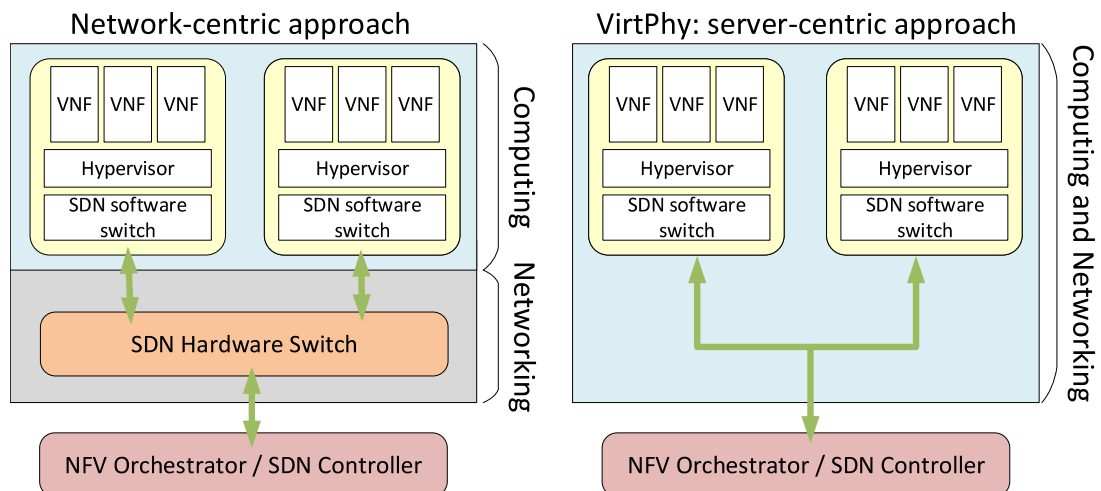 Network-centric approach
VNF VNF VNF
Hypervisor
SDN software
switch
VNF VNF VNF
Hypervisor
SDN software
switch
Computing
SDN Hardware Switch
Networking
NFV Orchestrator / SDN Controller
VirtPhy: server-centric approach
VNF VNF VNF
Hypervisor
SDN software
switch
VNF VNF VNF
Hypervisor
SDN software
switch
Computing and Networking
NFV Orchestrator / SDN Controller